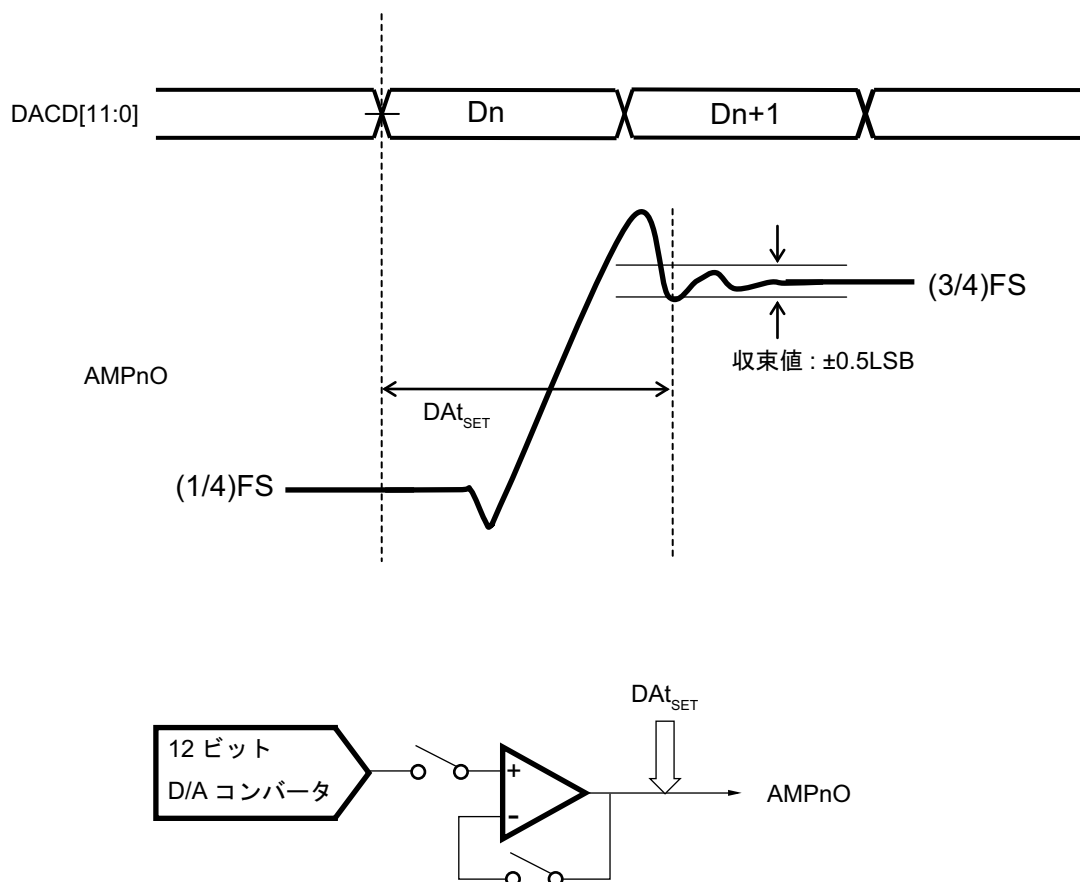 DACD[11:0]
Dn
Dn+1
(3/4)FS
収束値 : ±0.5LSB
AMPnO
DAtSET
(1/4)FS
DAtSET
12 ビット
D/A コンバータ
+
-
AMPnO